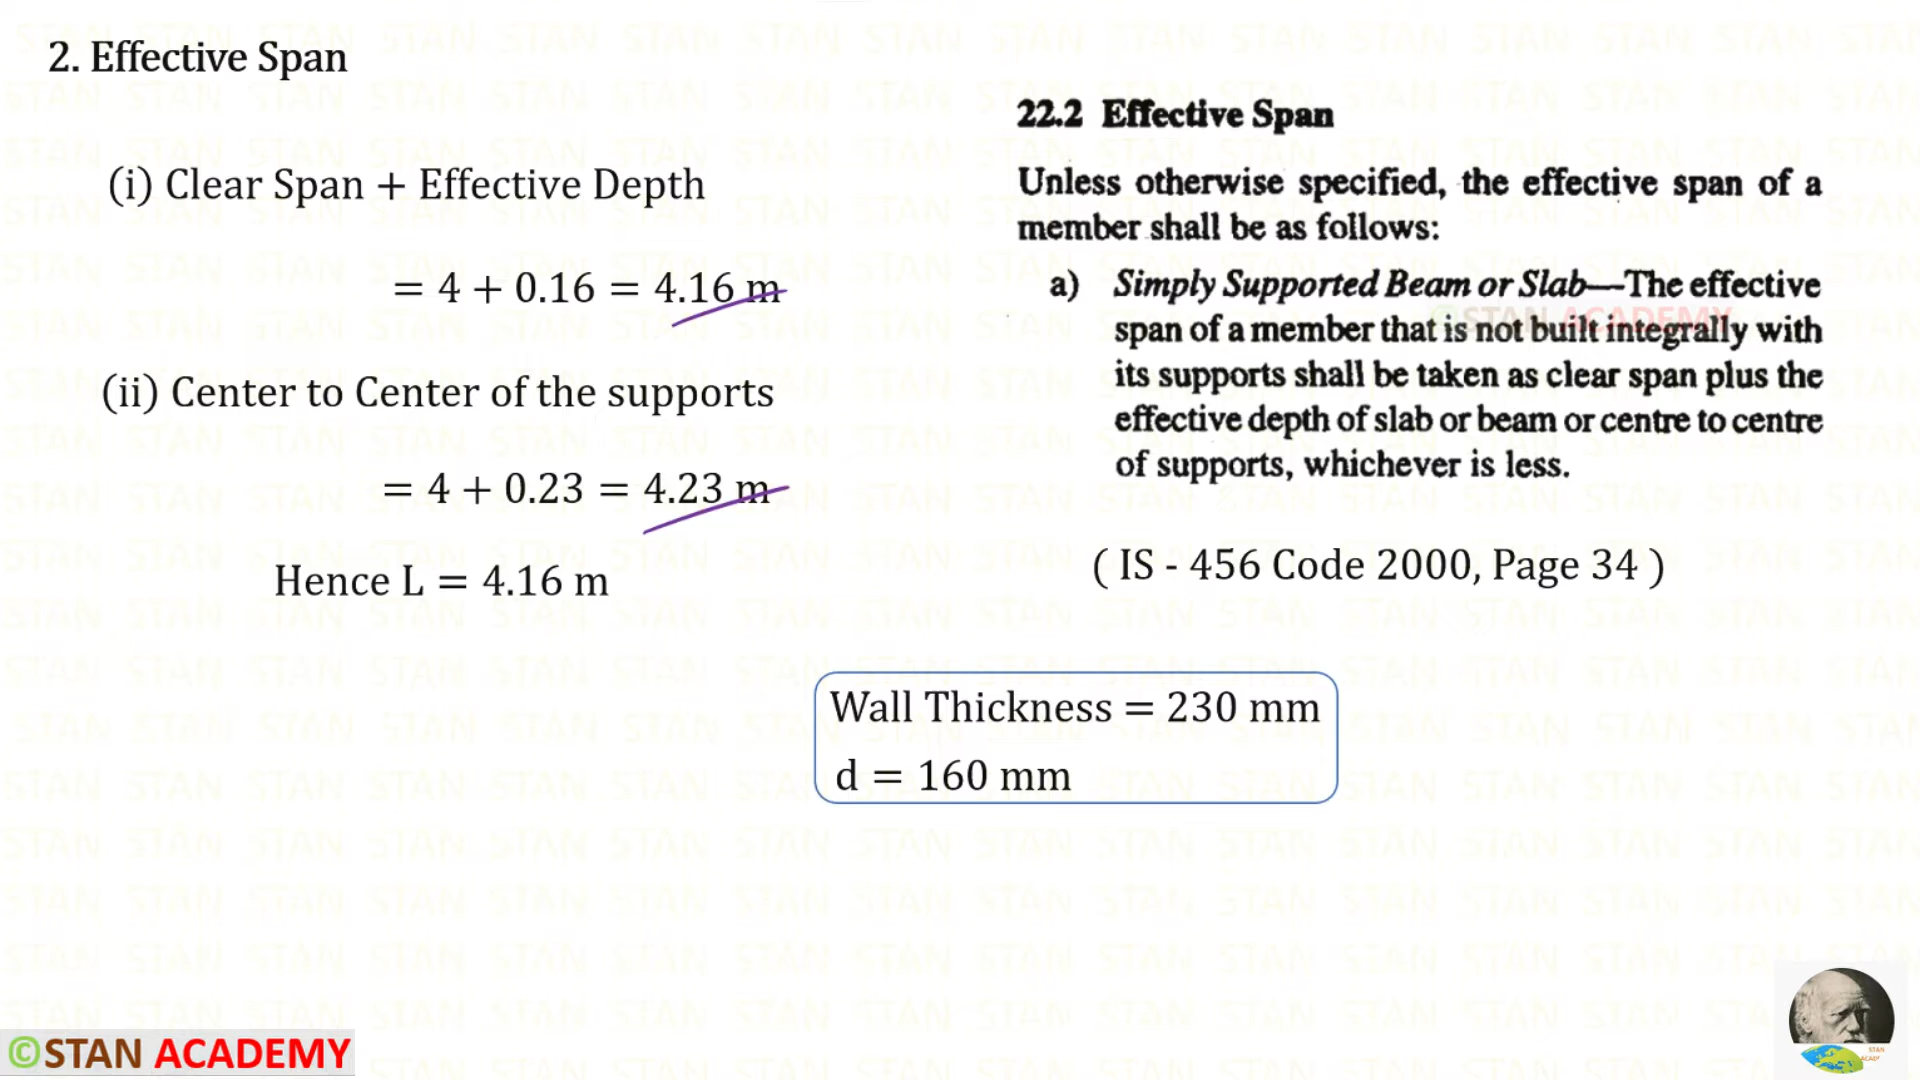 2. Effective Span
(i) Clear Span + Effective Depth
= 4 + 0.16 = 4.16 m
(ii) Center to Center of the supports
= 4 + 0.23 = 4.23 m
Hence L = 4.16 m
22.2 Effective Span
Unless otherwise specified, the effective span of a
member shall be as follows:
a) Simply Supported Beam or Slab—The effective
span of a member that is not built integrally with
its supports shall be taken as clear span plus the
effective depth of slab or beam or centre to centre
of supports, whichever is less.
©STAN ACADEMY
( IS - 456 Code 2000, Page 34 )
Wall Thickness = 230 mm
d = 160 mm
©STAN ACADEMY